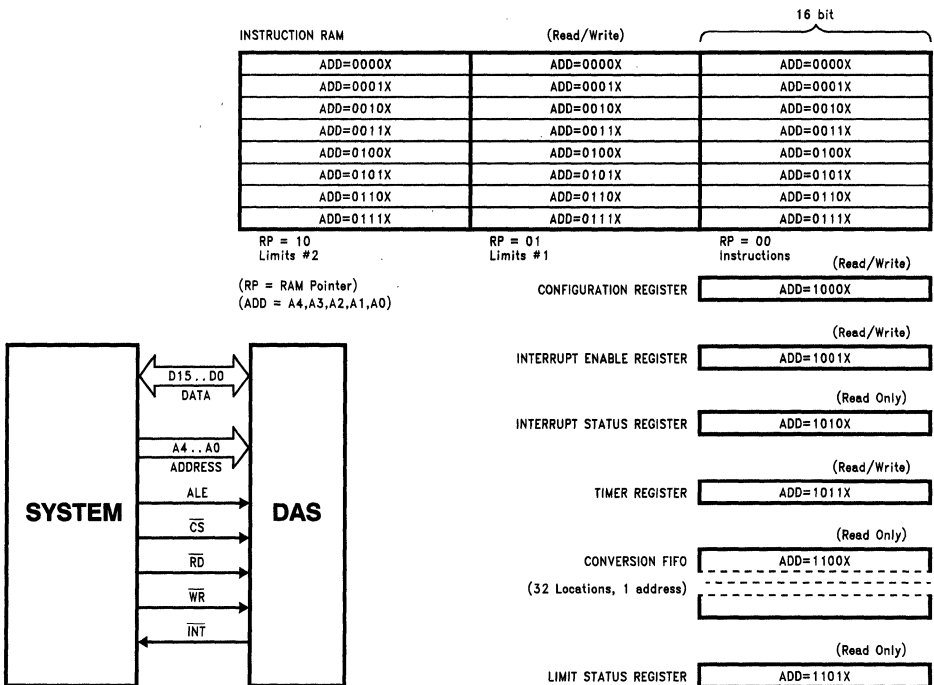 16 bit
INSTRUCTION RAM (Read/Write)
ADD=0000X ADD=0000X ADD=0000X
ADD=0001X ADD=0001X ADD=0001X
ADD=0010X ADD=0010X ADD=0010X
ADD=0011X ADD=0011X ADD=0011X
ADD=0100X ADD=0100X ADD=0100X
ADD=0101X ADD=0101X ADD=0101X
ADD=0110X ADD=0110X ADD=0110X
ADD=0111X ADD=0111X ADD=0111X
RP = 10 RP = 01 RP = 00
Limits #2 Limits #1 Instructions
(RP = RAM Pointer)
(ADD = A4,A3,A2,A1,A0)
(Read/Write)
CONFIGURATION REGISTER ADD=1000X
(Read/Write)
INTERRUPT ENABLE REGISTER ADD=1001X
(Read Only)
INTERRUPT STATUS REGISTER ADD=1010X
(Read/Write)
TIMER REGISTER ADD=1011X
(Read Only)
CONVERSION FIFO ADD=1100X
(32 Locations, 1 address)
(Read Only)
LIMIT STATUS REGISTER ADD=1101X
SYSTEM
D15..D0
DATA
A4..A0
ADDRESS
ALE
CS
RD
WR
INT
DAS